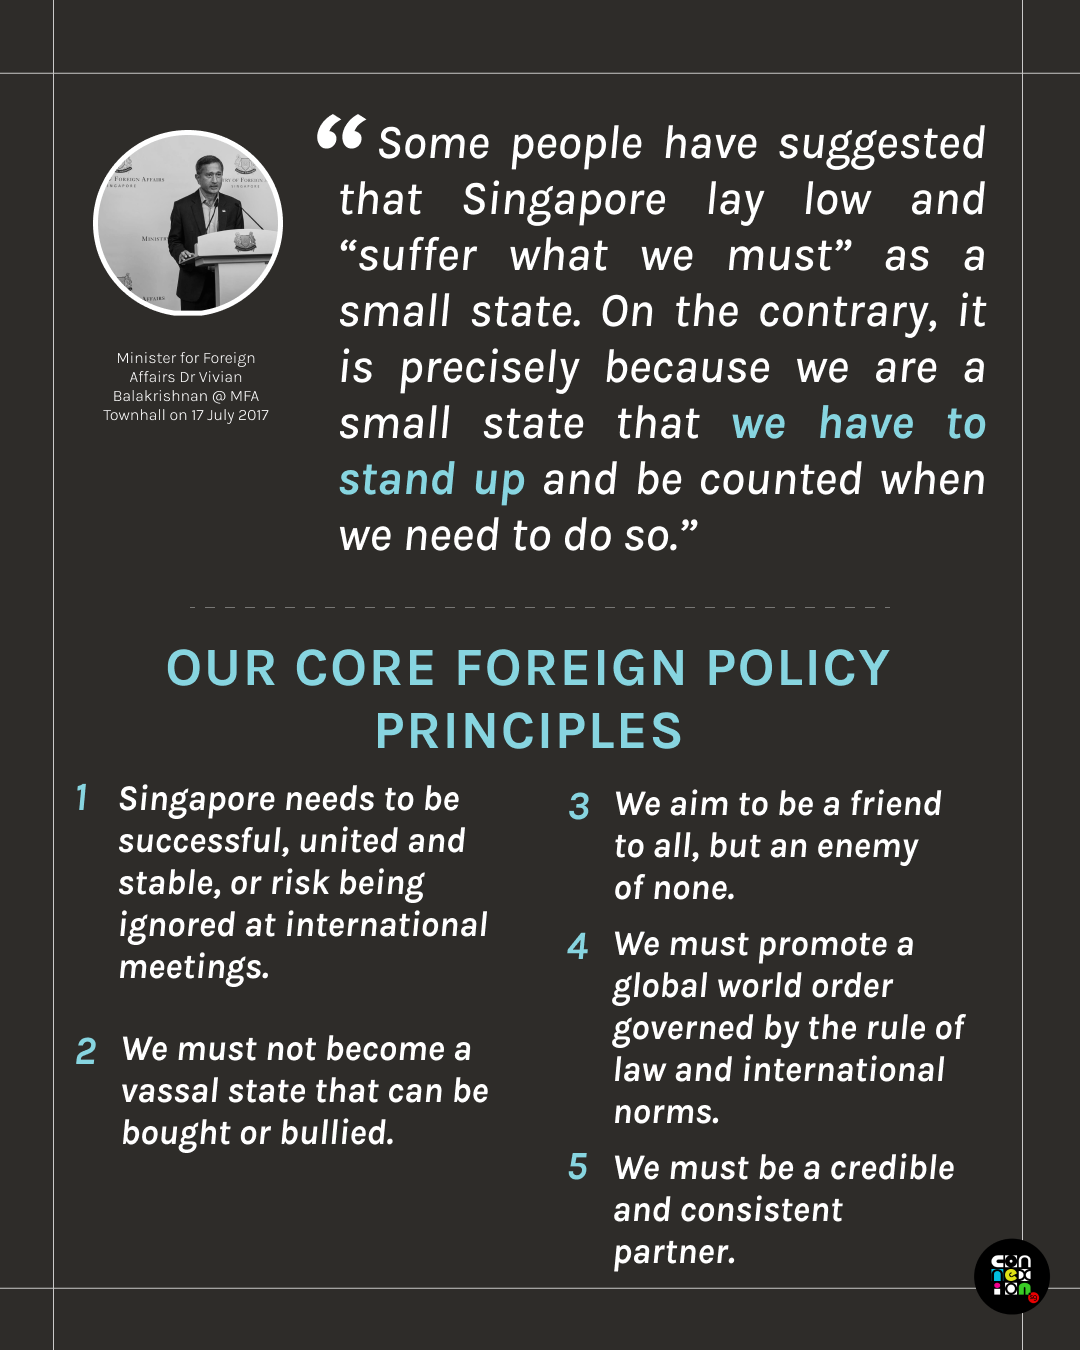 “Some people have suggested
that Singapore lay low and
“suffer what we must” as a
small state. On the contrary, it
is precisely because we are a
small state that we have to
stand up and be counted when
we need to do so.”
Minister for Foreign
Affairs Dr Vivian
Balakrishnan @ MFA
Townhall on 17 July 2017
OUR CORE FOREIGN POLICY
PRINCIPLES
1 Singapore needs to be
successful, united and
stable, or risk being
ignored at international
meetings.
2 We must not become a
vassal state that can be
bought or bullied.
3 We aim to be a friend
to all, but an enemy
of none.
4 We must promote a
global world order
governed by the rule of
law and international
norms.
5 We must be a credible
and consistent
partner.
con
nex
ion